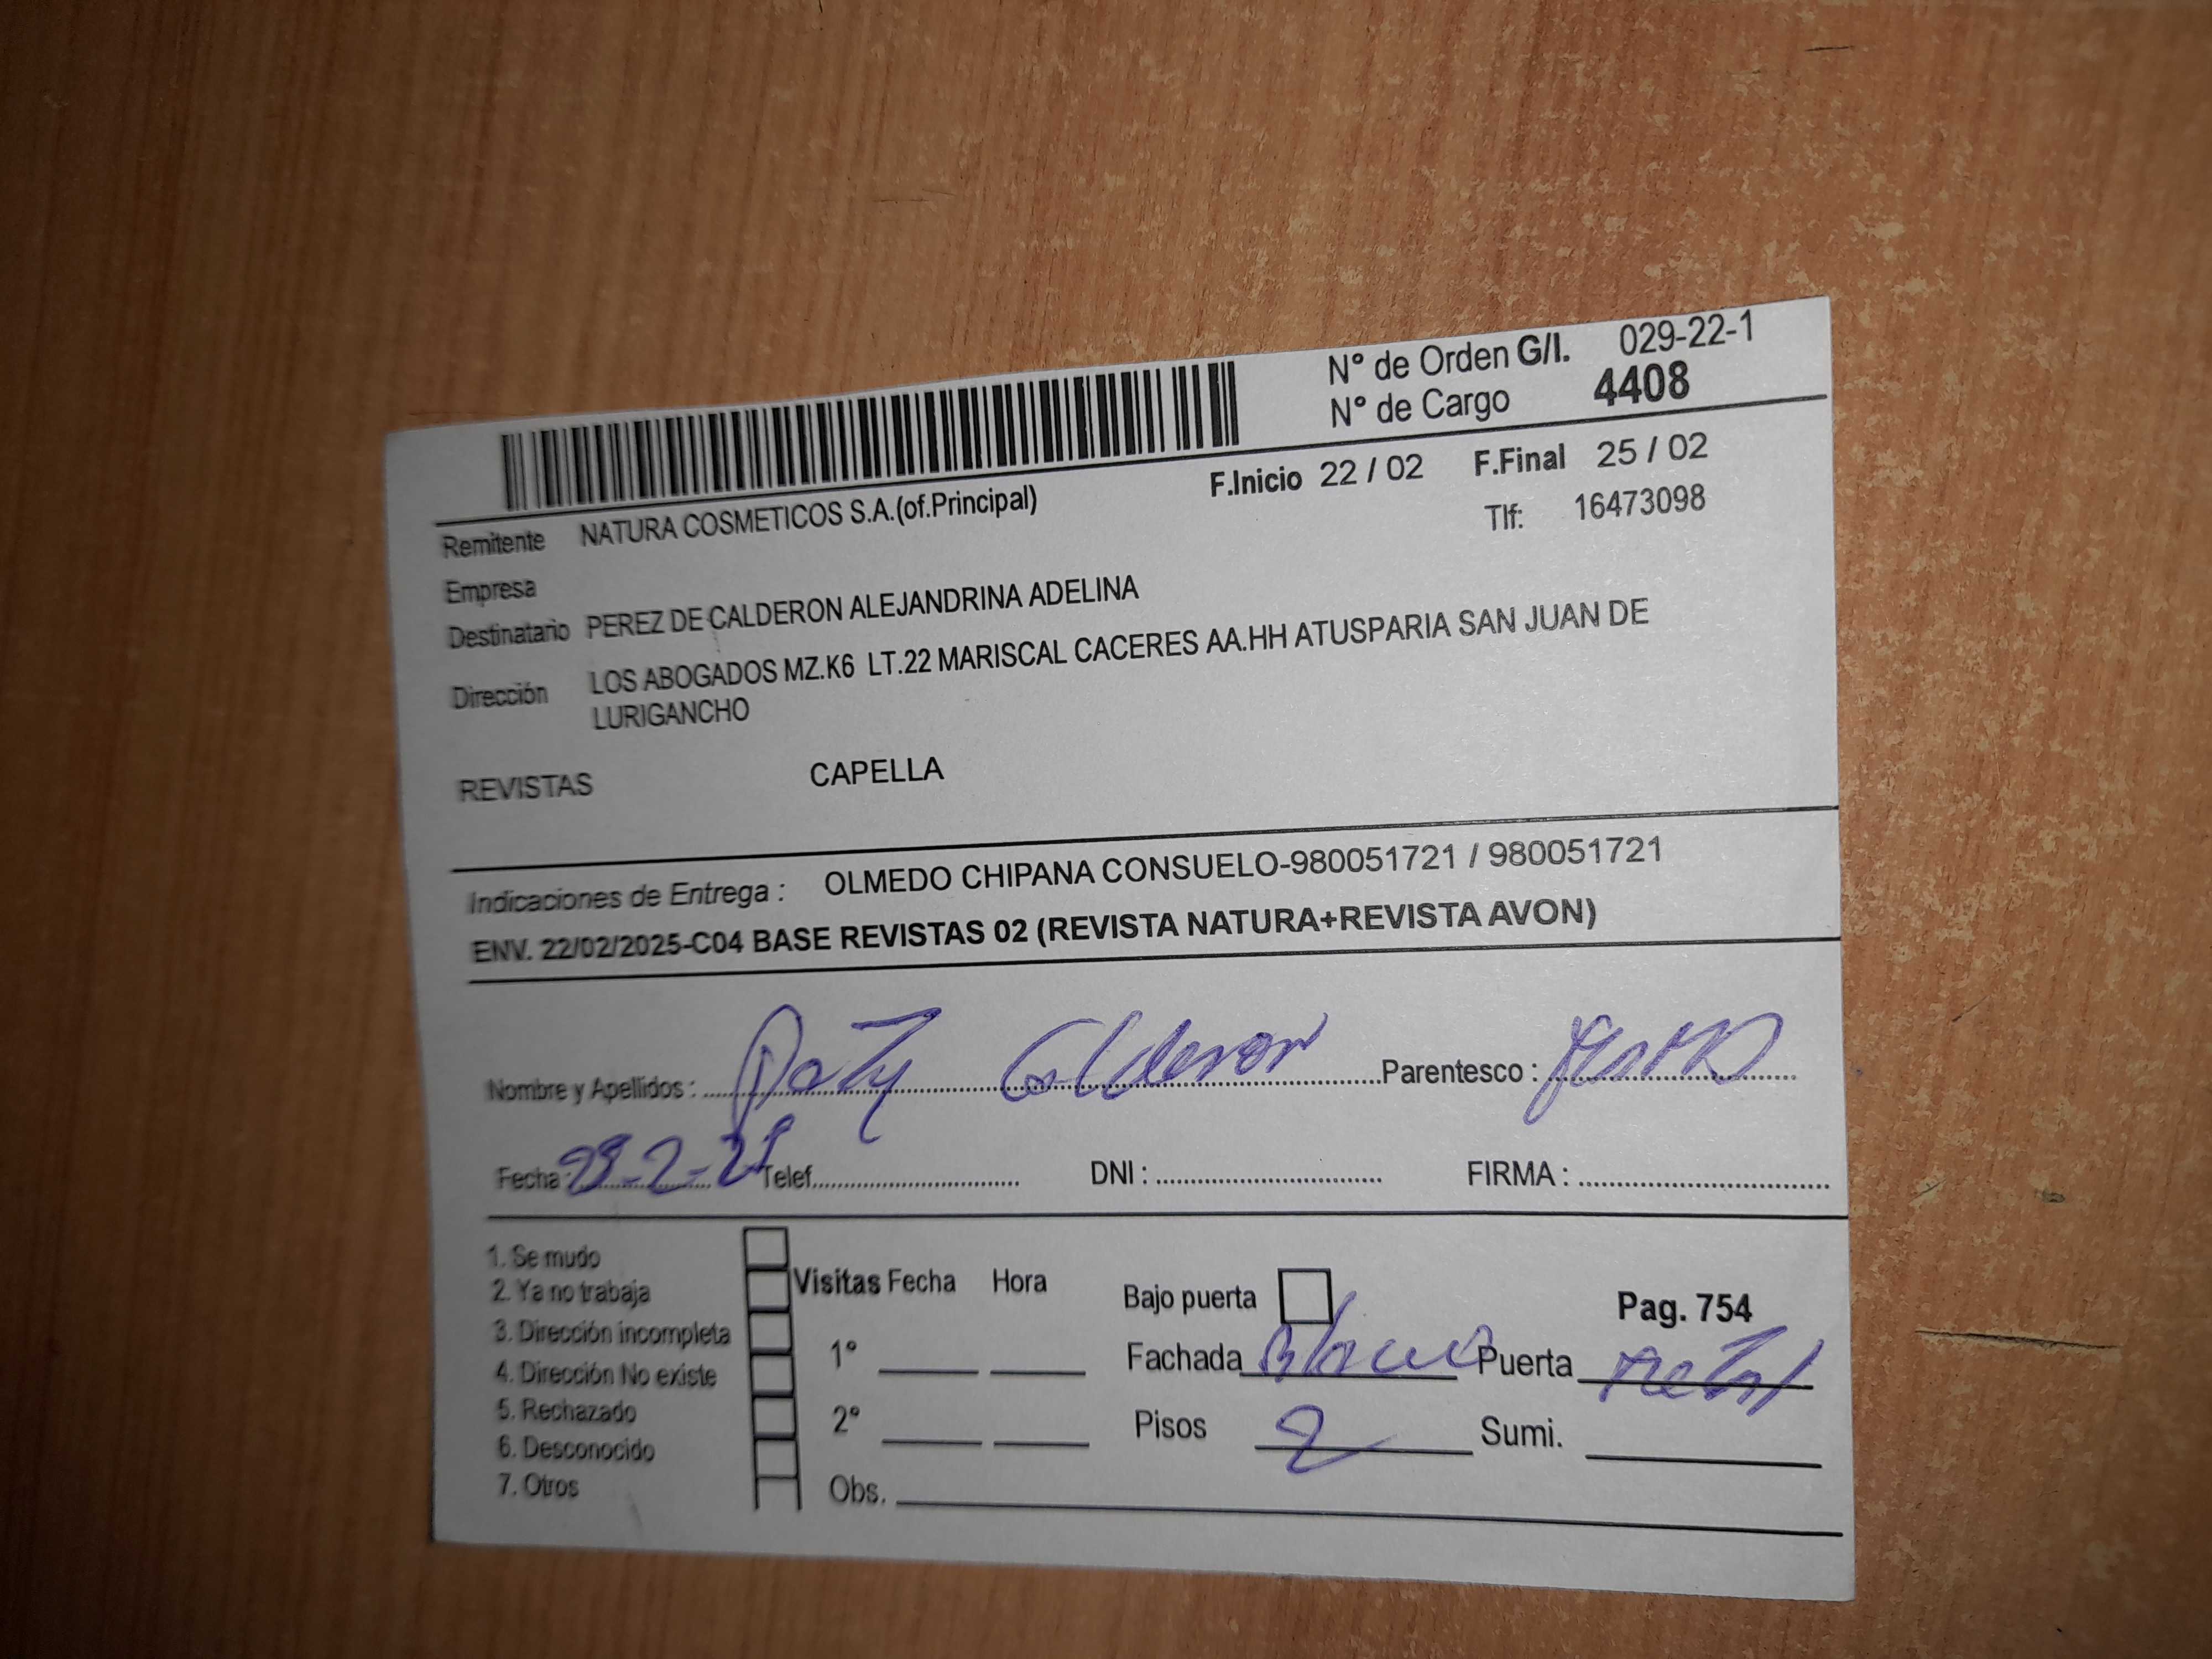 N° de Orden G/I. 029-22-1
N° de Cargo 4408
F.Inicio 22 / 02 F.Final 25 / 02
Remitente NATURA COSMETICOS S.A.(of.Principal) Tlf: 16473098
Empresa
Destinatario PEREZ DE CALDERON ALEJANDRINA ADELINA
Dirección LOS ABOGADOS MZ.K6 LT.22 MARISCAL CACERES AA.HH ATUSPARIA SAN JUAN DE
LURIGANCHO
REVISTAS CAPELLA
Indicaciones de Entrega : OLMEDO CHIPANA CONSUELO-980051721 / 980051721
ENV. 22/02/2025-C04 BASE REVISTAS 02 (REVISTA NATURA+REVISTA AVON)
Nombre y Apellidos : Paty Calderon Parentesco :
Fecha : Telef. DNI : FIRMA :
1. Se mudo
2. Ya no trabaja
3. Dirección incompleta
4. Dirección No existe
5. Rechazado
6. Desconocido
7. Otros
Visitas Fecha Hora
1°
2°
Obs.
Bajo puerta Pag. 754
Fachada Puerta Metal
Pisos 2 Sumi.